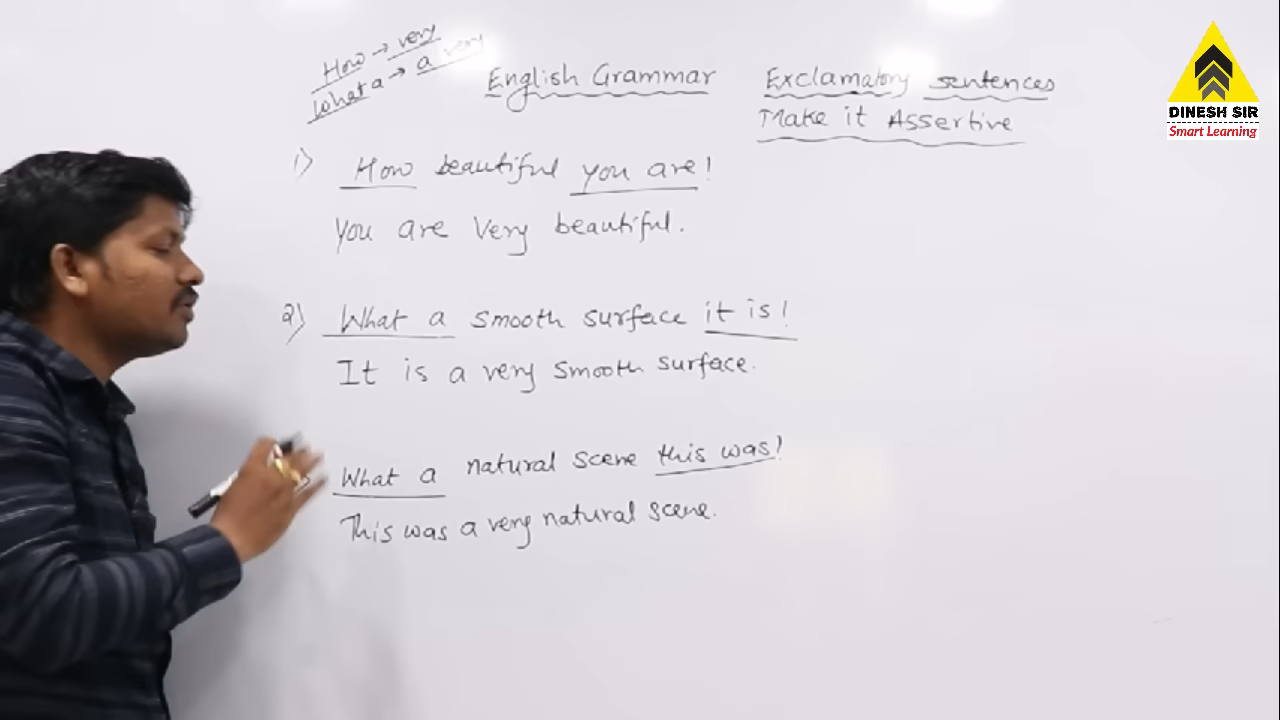 How → very
What a → a very
English Grammar
Exclamatory sentences
Make it Assertive
1) How beautiful you are!
You are very beautiful.
2) What a smooth surface it is!
It is a very smooth surface.
What a natural scene this was!
This was a very natural scene.
DINESH SIR
Smart Learning